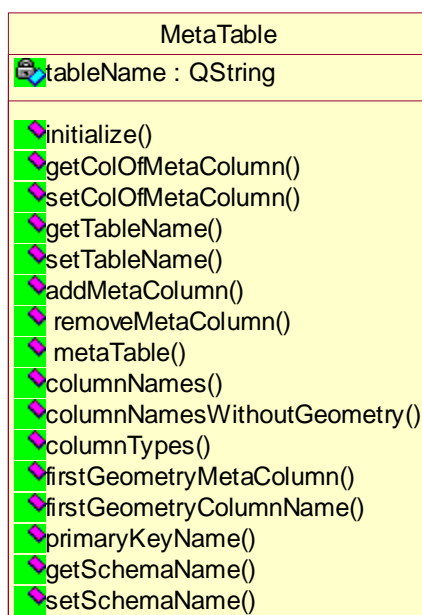 MetaTable
tableName : QString
initialize()
getColOfMetaColumn()
setColOfMetaColumn()
getTableName()
setTableName()
addMetaColumn()
removeMetaColumn()
metaTable()
columnNames()
columnNamesWithoutGeometry()
columnTypes()
firstGeometryMetaColumn()
firstGeometryColumnName()
primaryKeyName()
getSchemaName()
setSchemaName()